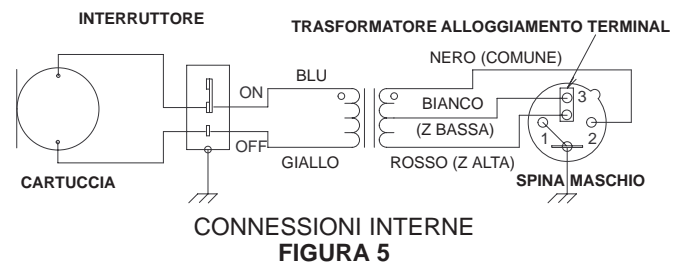 INTERRUTTORE
TRASFORMATORE ALLOGGIAMENTO TERMINAL
NERO (COMUNE)
BLU
ON
BIANCO
3
(Z BASSA)
1
2
OFF
GIALLO
ROSSO (Z ALTA)
CARTUCCIA
SPINA MASCHIO
CONNESSIONI INTERNE
FIGURA 5